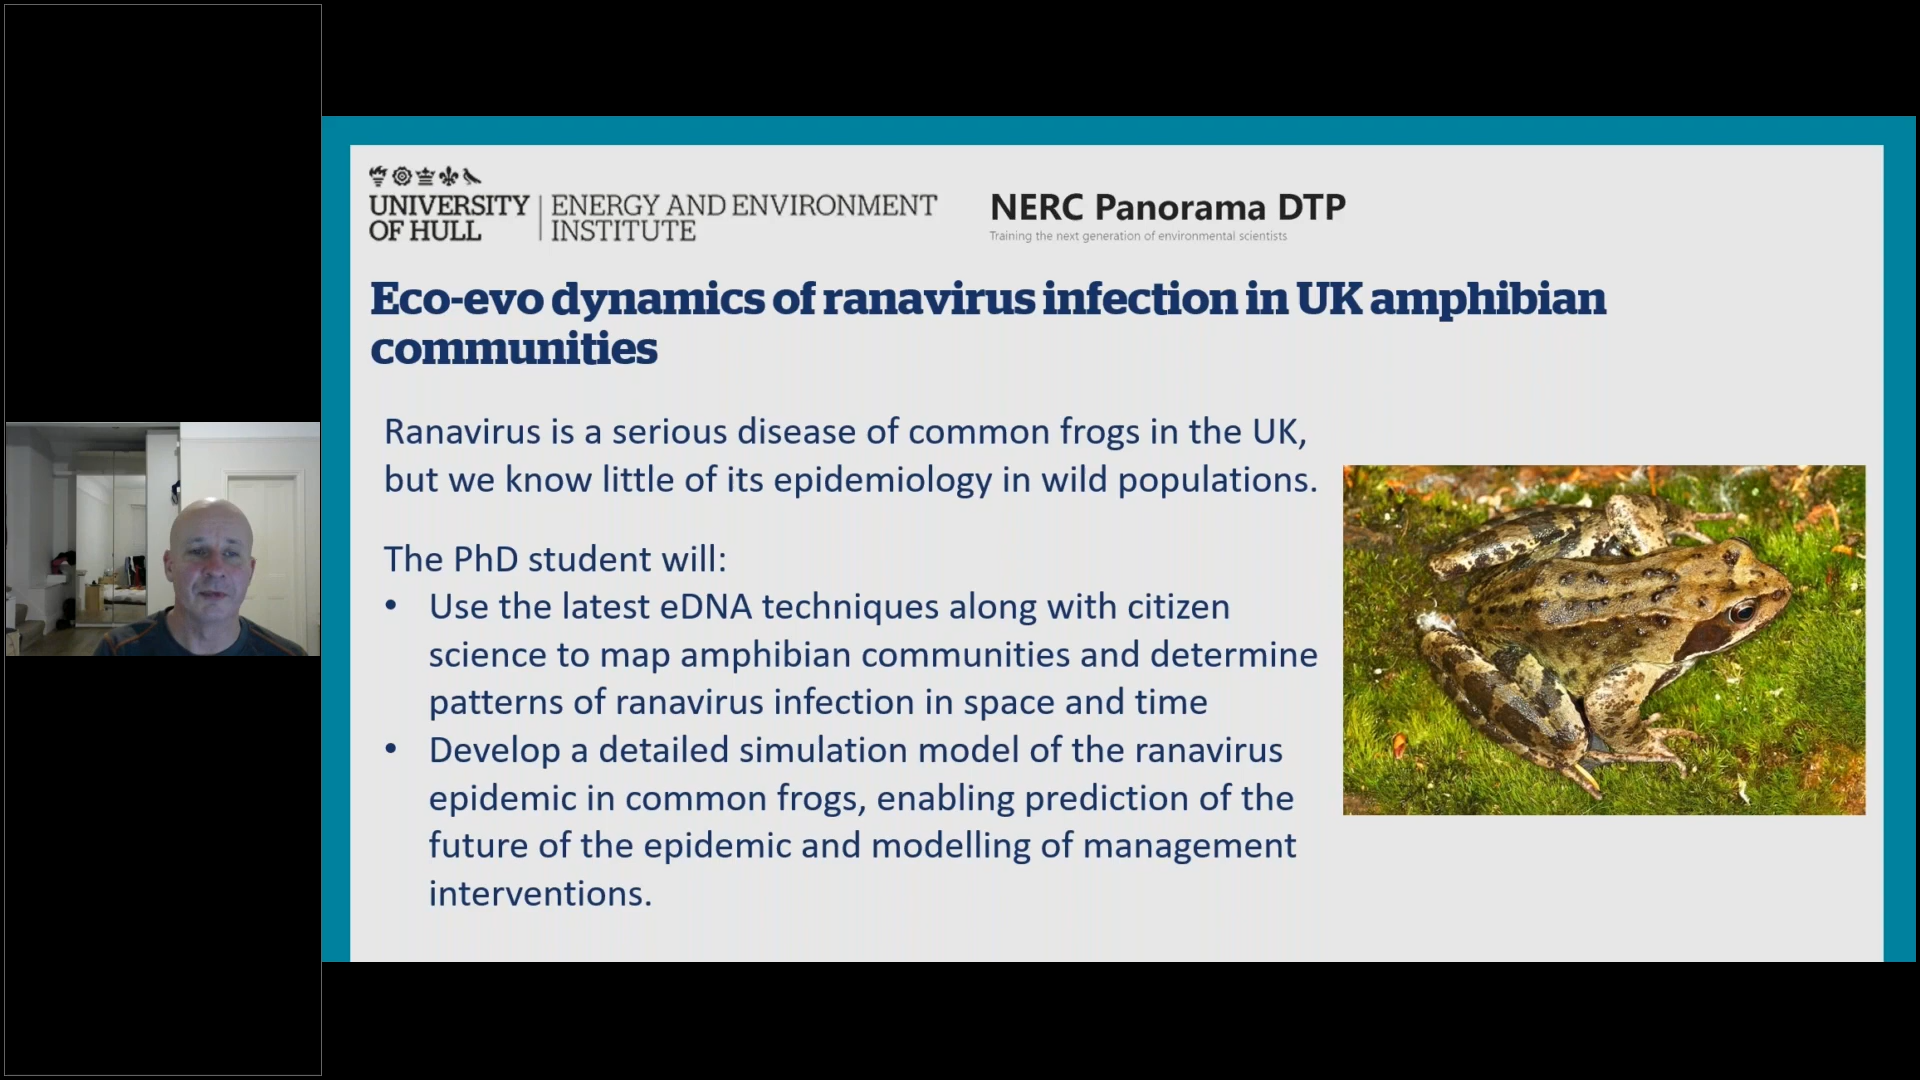 UNIVERSITY
OF HULL
ENERGY AND ENVIRONMENT
INSTITUTE
NERC Panorama DTP
Training the next generation of environmental scientists
Eco-evo dynamics of ranavirus infection in UK amphibian
communities
Ranavirus is a serious disease of common frogs in the UK,
but we know little of its epidemiology in wild populations.
The PhD student will:
• Use the latest eDNA techniques along with citizen
science to map amphibian communities and determine
patterns of ranavirus infection in space and time
• Develop a detailed simulation model of the ranavirus
epidemic in common frogs, enabling prediction of the
future of the epidemic and modelling of management
interventions.